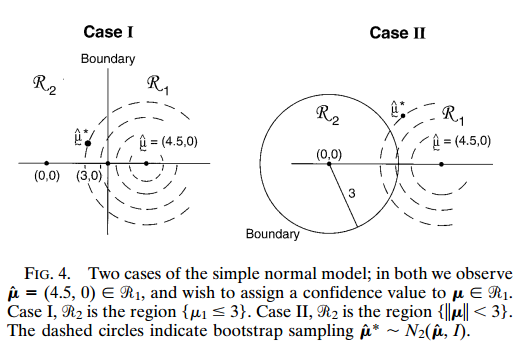 Case I
Case II
Boundary
ℛ₂
ℛ₁
μ̂*
μ̂ = (4.5,0)
(0,0)
(3,0)
ℛ₂
μ̂*
ℛ₁
μ̂ = (4.5,0)
(0,0)
3
Boundary
FIG. 4. Two cases of the simple normal model; in both we observe
μ̂ = (4.5, 0) ∈ ℛ₁, and wish to assign a confidence value to μ ∈ ℛ₁.
Case I, ℛ₂ is the region {μ₁ ≤ 3}. Case II, ℛ₂ is the region {‖μ‖ < 3}.
The dashed circles indicate bootstrap sampling μ̂* ~ N₂(μ̂, I).